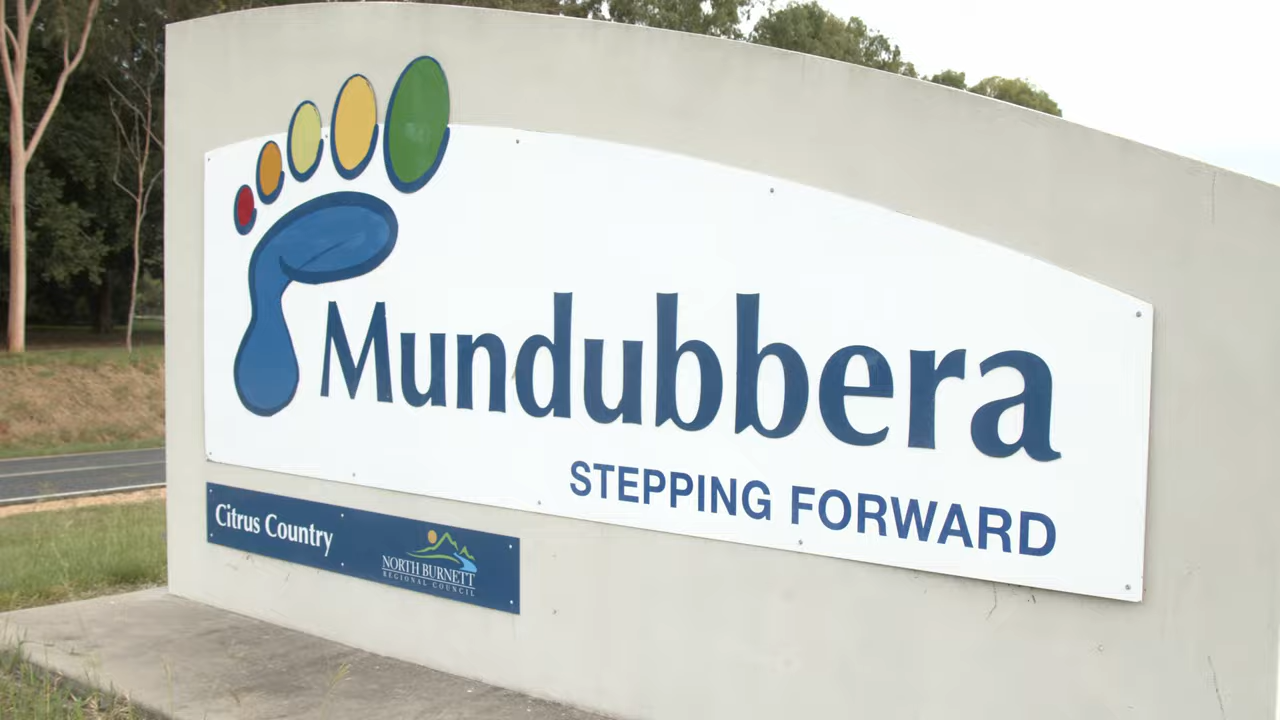 Mundubbera
STEPPING FORWARD
Citrus Country
NORTH BURNETT
REGIONAL COUNCIL